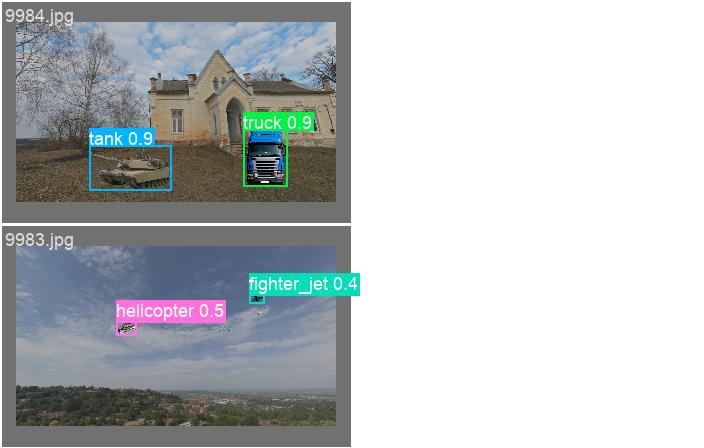 9984.jpg
tank 0.9
truck 0.9
9983.jpg
fighter_jet 0.4
helicopter 0.5